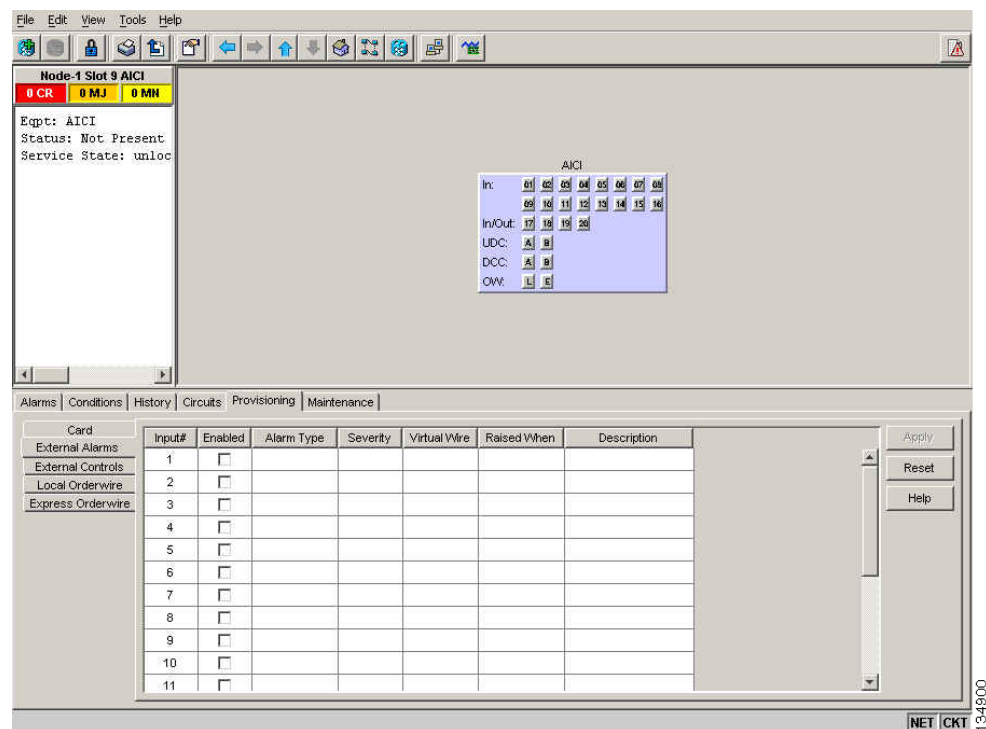 File Edit View Tools Help
Node-1 Slot 9 AICI
0 CR 0 MJ 0 MN
Eqpt: AICI
Status: Not Present
Service State: unloc
AICI
In: 01 02 03 04 05 06 07 08
09 10 11 12 13 14 15 16
In/Out: 17 18 19 20
UDC: A B
DCC: A B
OW: L E
Alarms Conditions History Circuits Provisioning Maintenance
Card
External Alarms
External Controls
Local Orderwire
Express Orderwire
Input# Enabled Alarm Type Severity Virtual Wire Raised When Description
1
2
3
4
5
6
7
8
9
10
11
Apply
Reset
Help
NET CKT
134900